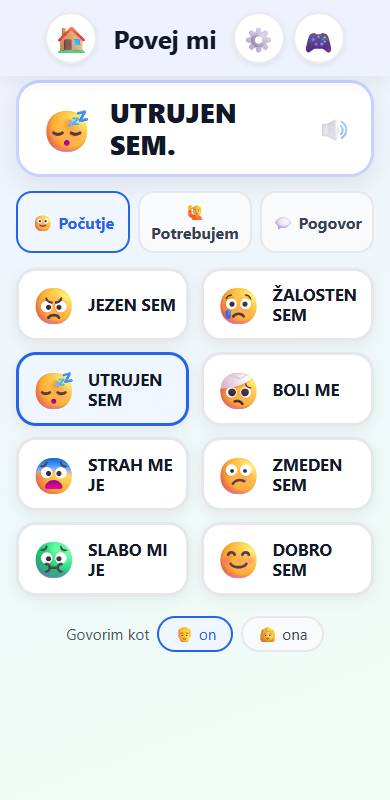 Povej mi
UTRUJEN
SEM.
Počutje
Potrebujem
Pogovor
JEZEN SEM
ŽALOSTEN
SEM
UTRUJEN
SEM
BOLI ME
STRAH ME
JE
ZMEDEN
SEM
SLABO MI
JE
DOBRO
SEM
Govorim kot
on
ona